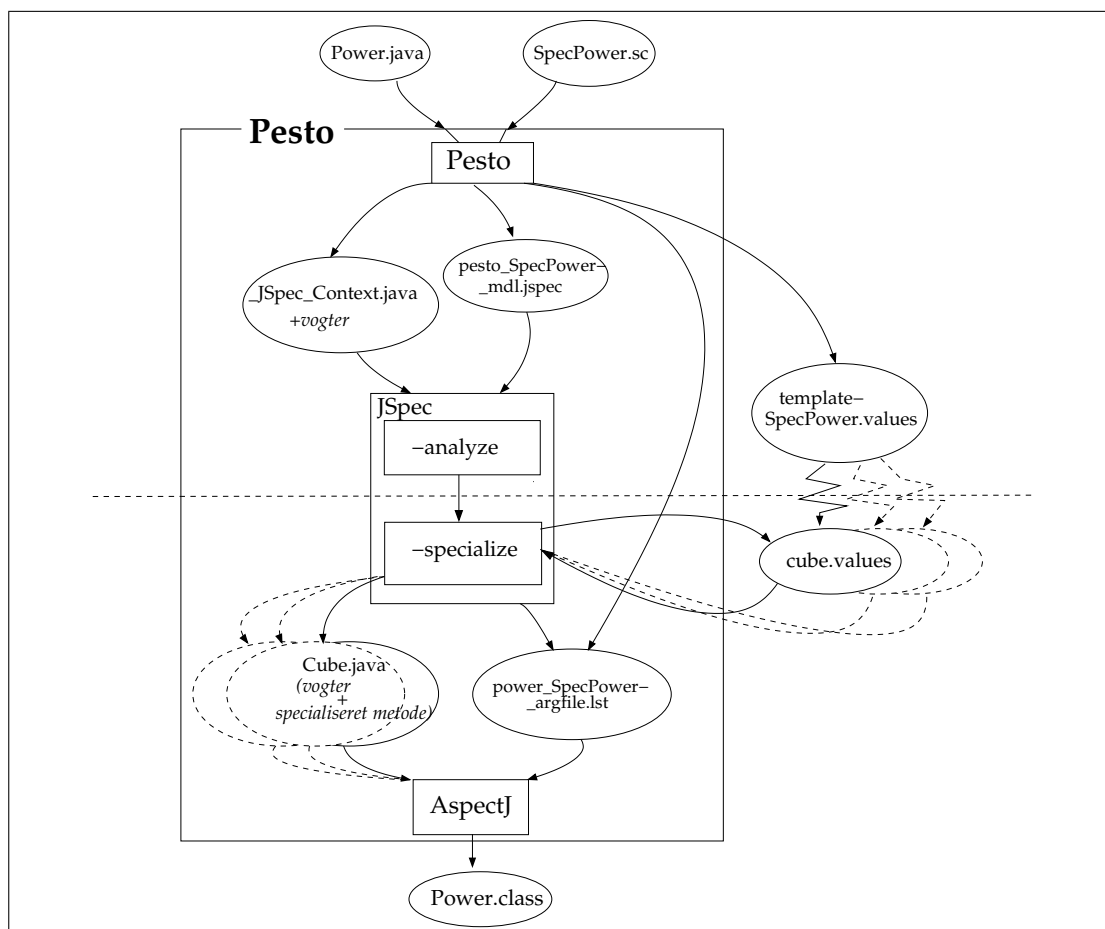 Power.java
SpecPower.sc
Pesto
Pesto
pesto_SpecPower−
_mdl.jspec
_JSpec_Context.java
+vogter
template−
SpecPower.values
JSpec
−analyze
−specialize
cube.values
Cube.java
(vogter
+
specialiseret metode)
power_SpecPower−
_argfile.lst
AspectJ
Power.class